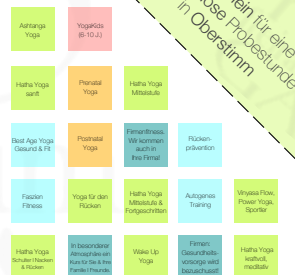 Ashtanga
Yoga
YogaKids
(6-10 J.)
hein für eine
lose Probestunde
in Oberstimm
Hatha Yoga
sanft
Prenatal
Yoga
Hatha Yoga
Mittelstufe
Best Age Yoga
Gesund & Fit
Postnatal
Yoga
Firmenfitness:
Wir kommen
auch in
Ihre Firma!
Rücken-
prävention
Faszien
Fitness
Yoga für den
Rücken
Hatha Yoga
Mittelstufe &
Fortgeschritten
Autogenes
Training
Vinyasa Flow,
Power Yoga,
Sportler
Hatha Yoga
Schulter | Nacken
& Rücken
In besonderer
Atmosphäre ein
Kurs für Sie & Ihre
Familie | Freunde.
Wake Up
Yoga
Firmen:
Gesundheits-
vorsorge wird
bezuschusst!
Hatha Yoga
kraftvoll,
meditativ